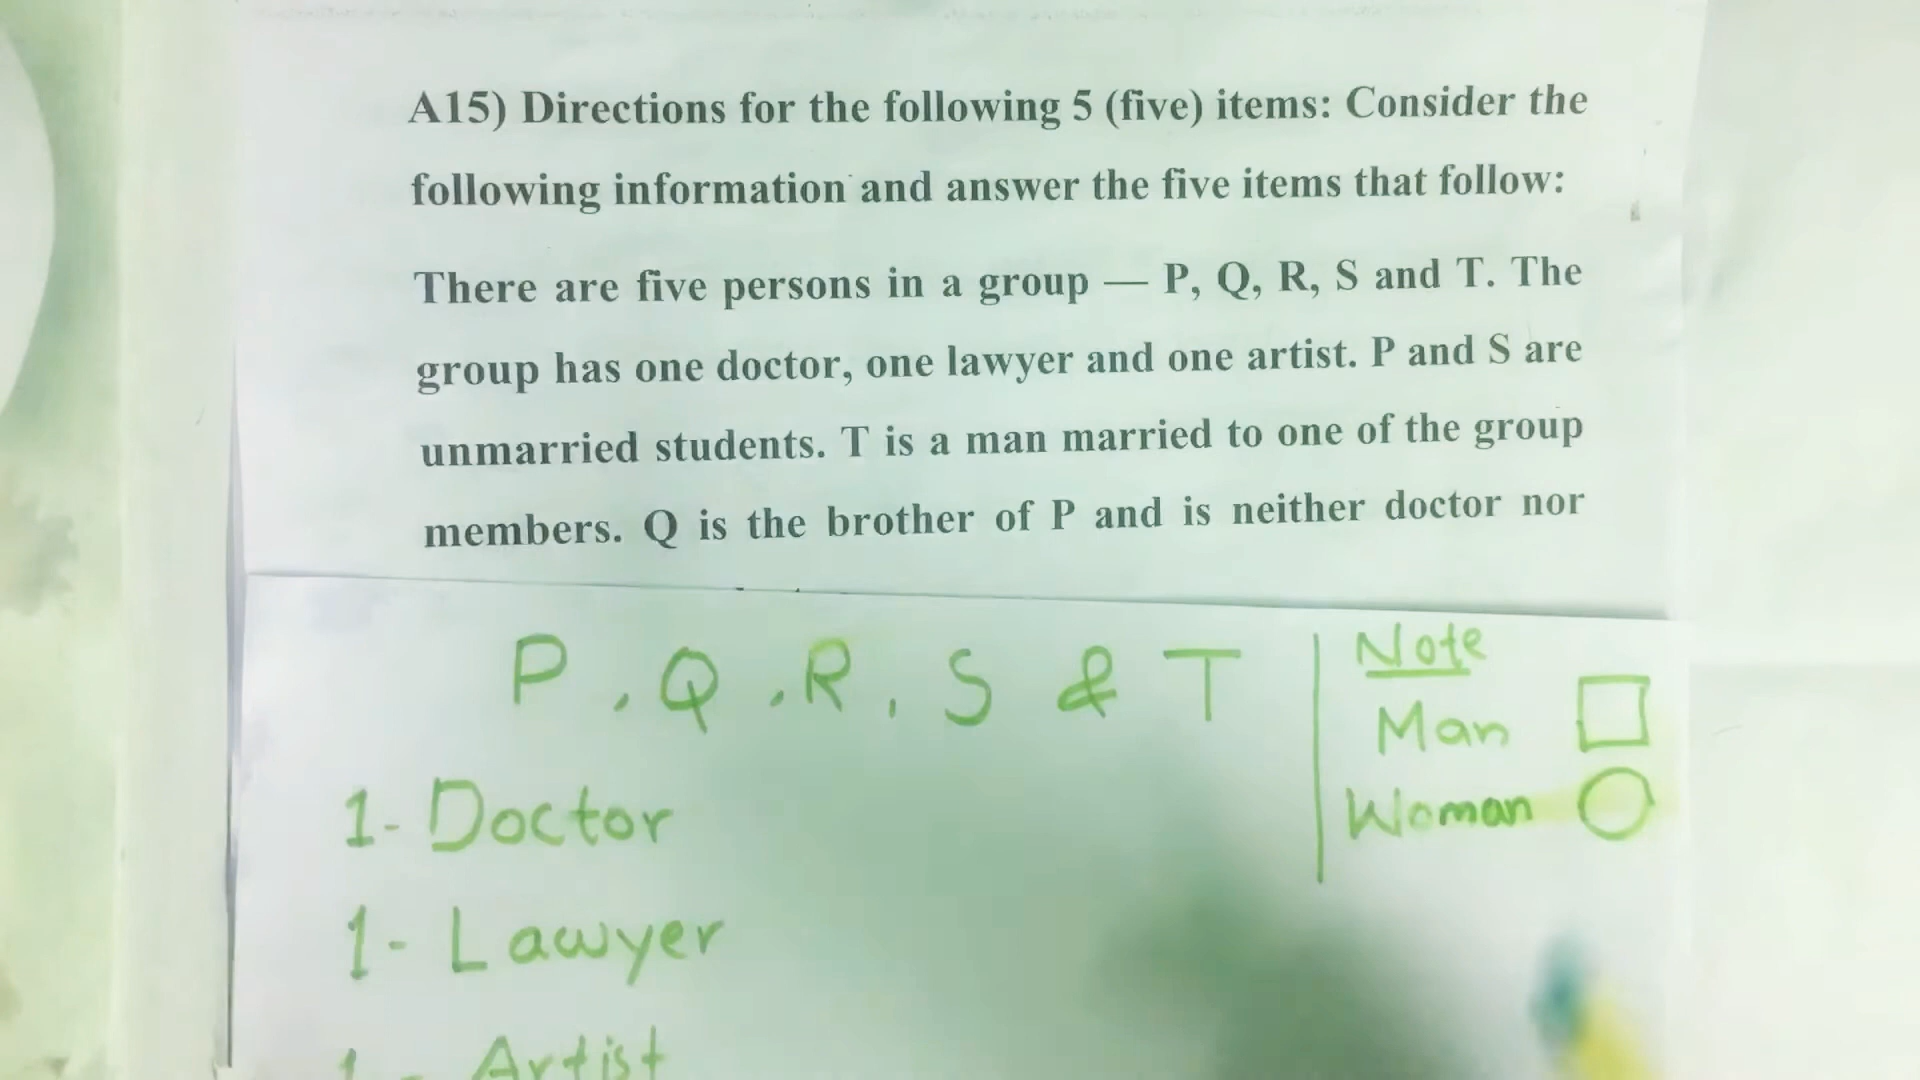 A15) Directions for the following 5 (five) items: Consider the
following information and answer the five items that follow:
There are five persons in a group — P, Q, R, S and T. The
group has one doctor, one lawyer and one artist. P and S are
unmarried students. T is a man married to one of the group
members. Q is the brother of P and is neither doctor nor
P, Q, R, S & T
Note
Man
Woman
1- Doctor
1- Lawyer
1- Artist